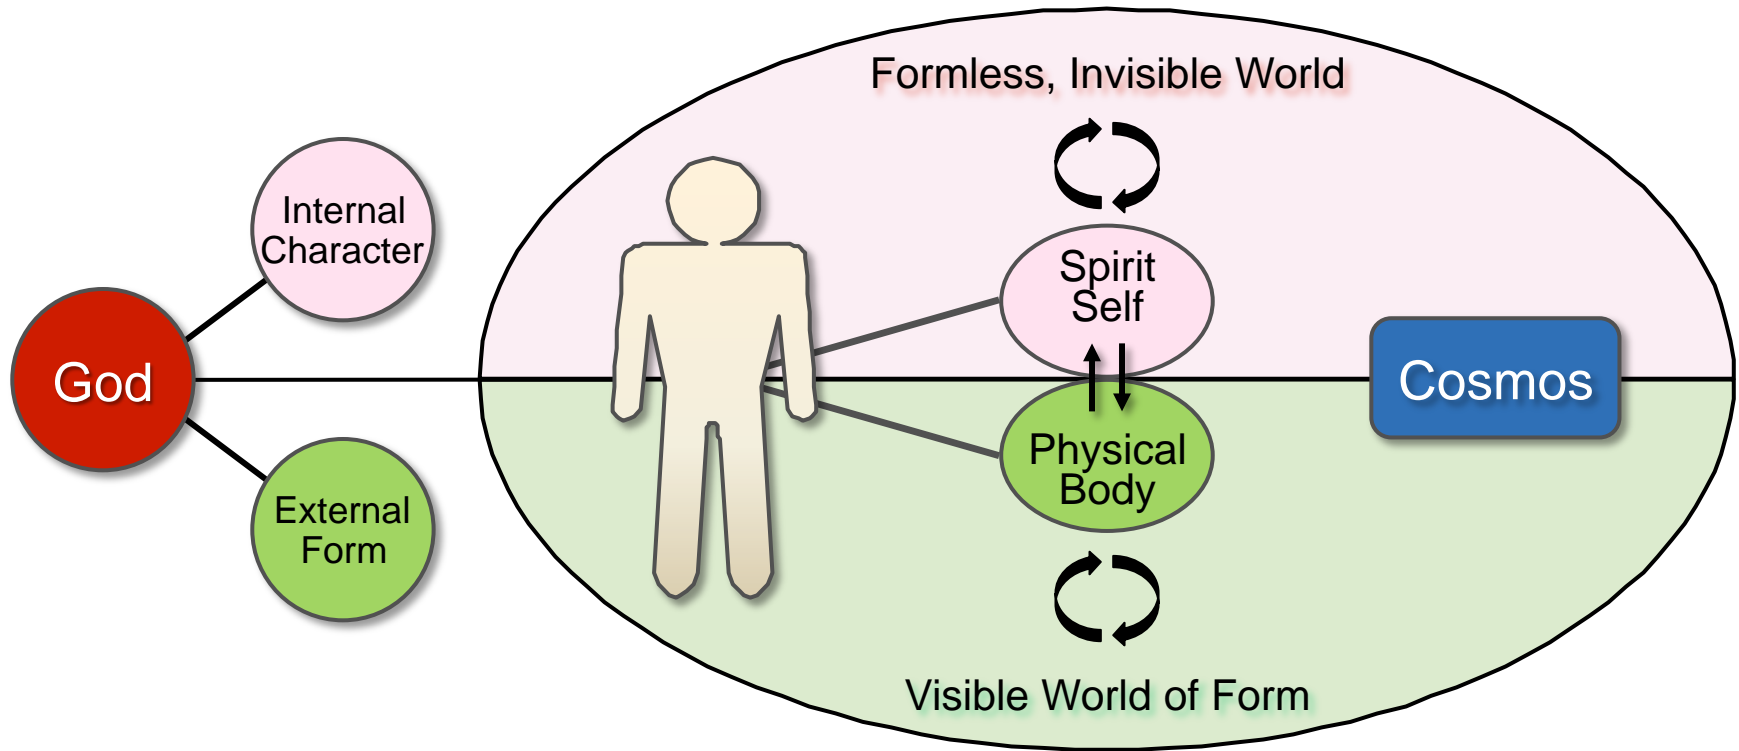 Formless, Invisible World
Internal
Character
Spirit
Self
God
Cosmos
Physical
Body
External
Form
Visible World of Form